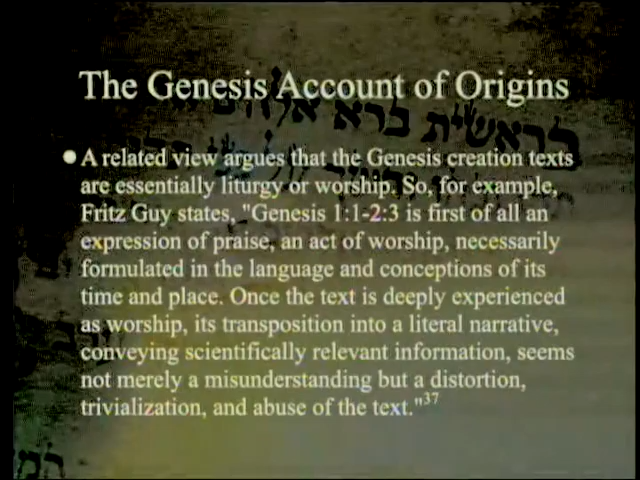 The Genesis Account of Origins
בראשית ברא אלהים
● A related view argues that the Genesis creation texts
are essentially liturgy or worship. So, for example,
Fritz Guy states, "Genesis 1:1-2:3 is first of all an
expression of praise, an act of worship, necessarily
formulated in the language and conceptions of its
time and place. Once the text is deeply experienced
as worship, its transposition into a literal narrative,
conveying scientifically relevant information, seems
not merely a misunderstanding but a distortion,
trivialization, and abuse of the text."37